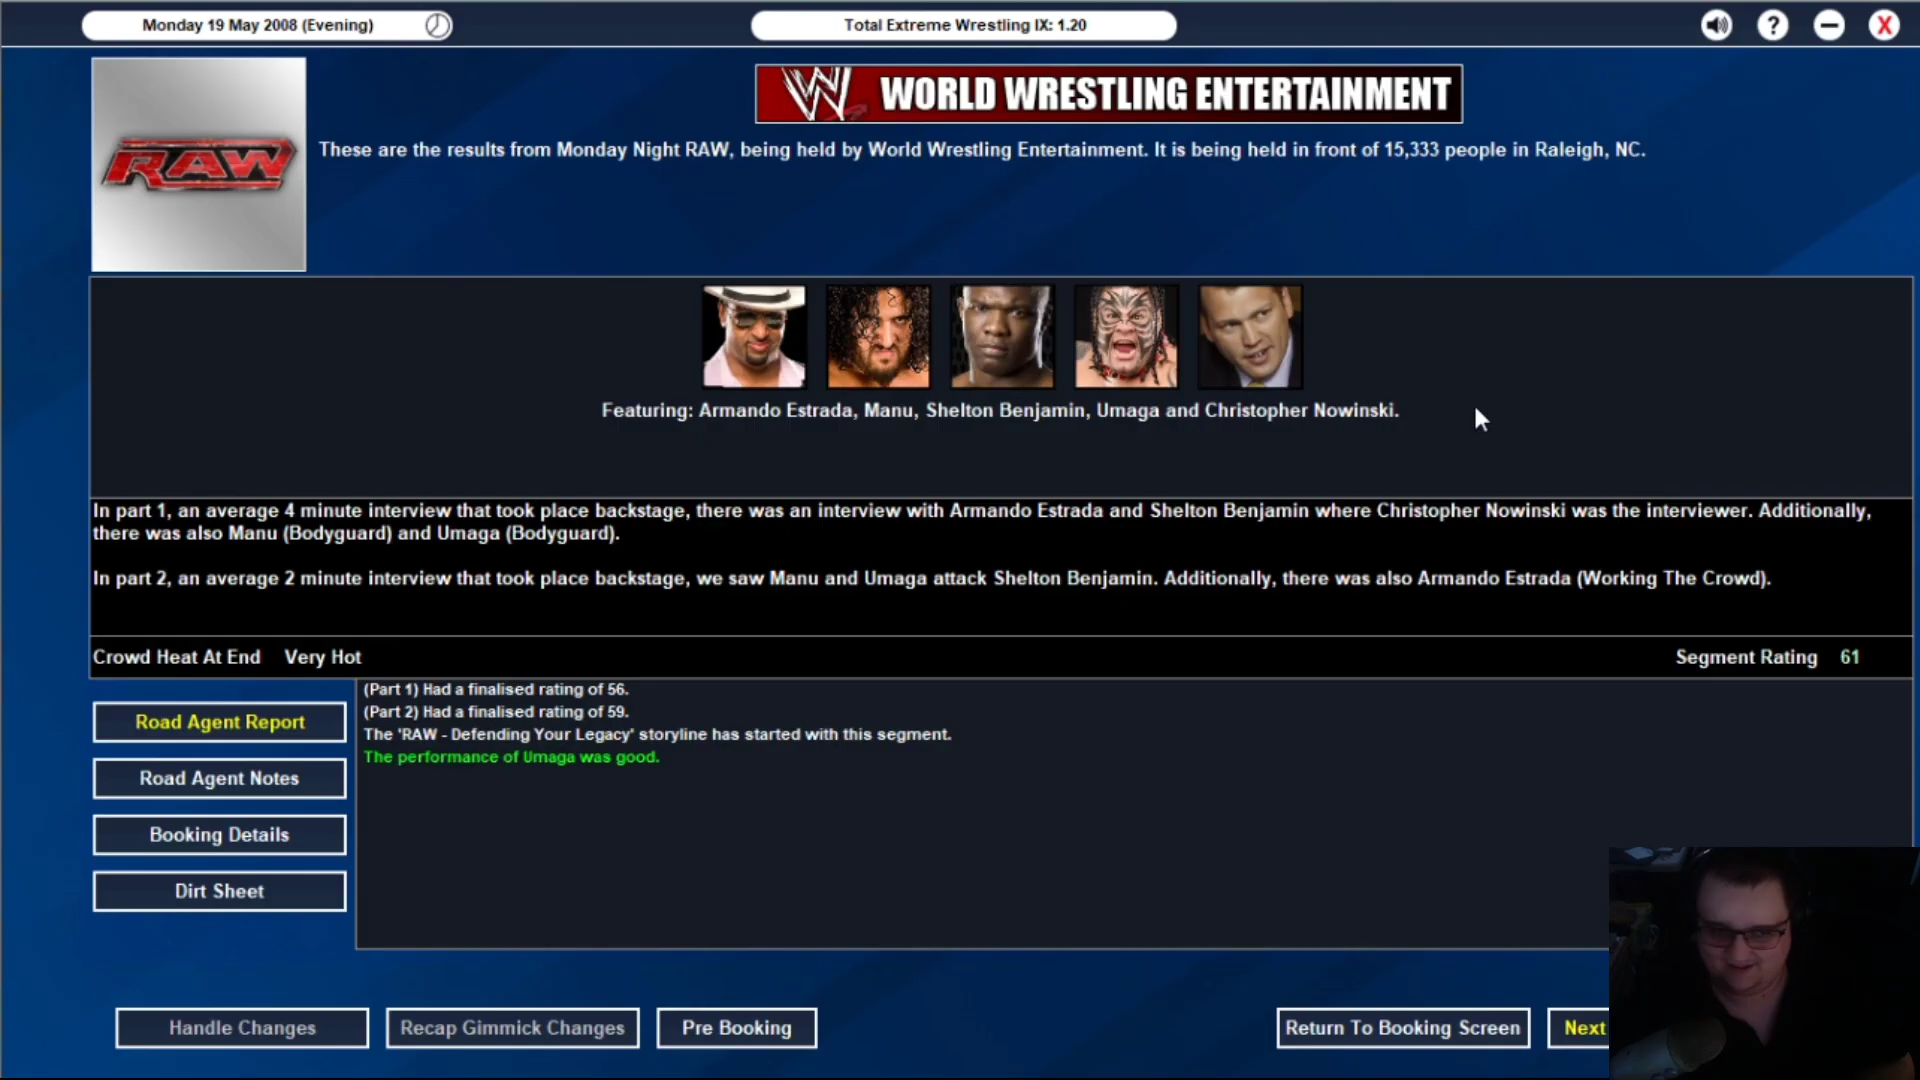 Monday 19 May 2008 (Evening)
Total Extreme Wrestling IX: 1.20
?
X
RAW
W WORLD WRESTLING ENTERTAINMENT
These are the results from Monday Night RAW, being held by World Wrestling Entertainment. It is being held in front of 15,333 people in Raleigh, NC.
Featuring: Armando Estrada, Manu, Shelton Benjamin, Umaga and Christopher Nowinski.
In part 1, an average 4 minute interview that took place backstage, there was an interview with Armando Estrada and Shelton Benjamin where Christopher Nowinski was the interviewer. Additionally,
there was also Manu (Bodyguard) and Umaga (Bodyguard).
In part 2, an average 2 minute interview that took place backstage, we saw Manu and Umaga attack Shelton Benjamin. Additionally, there was also Armando Estrada (Working The Crowd).
Crowd Heat At End Very Hot Segment Rating 61
Road Agent Report
Road Agent Notes
Booking Details
Dirt Sheet
(Part 1) Had a finalised rating of 56.
(Part 2) Had a finalised rating of 59.
The 'RAW - Defending Your Legacy' storyline has started with this segment.
The performance of Umaga was good.
Handle Changes
Recap Gimmick Changes
Pre Booking
Return To Booking Screen
Next